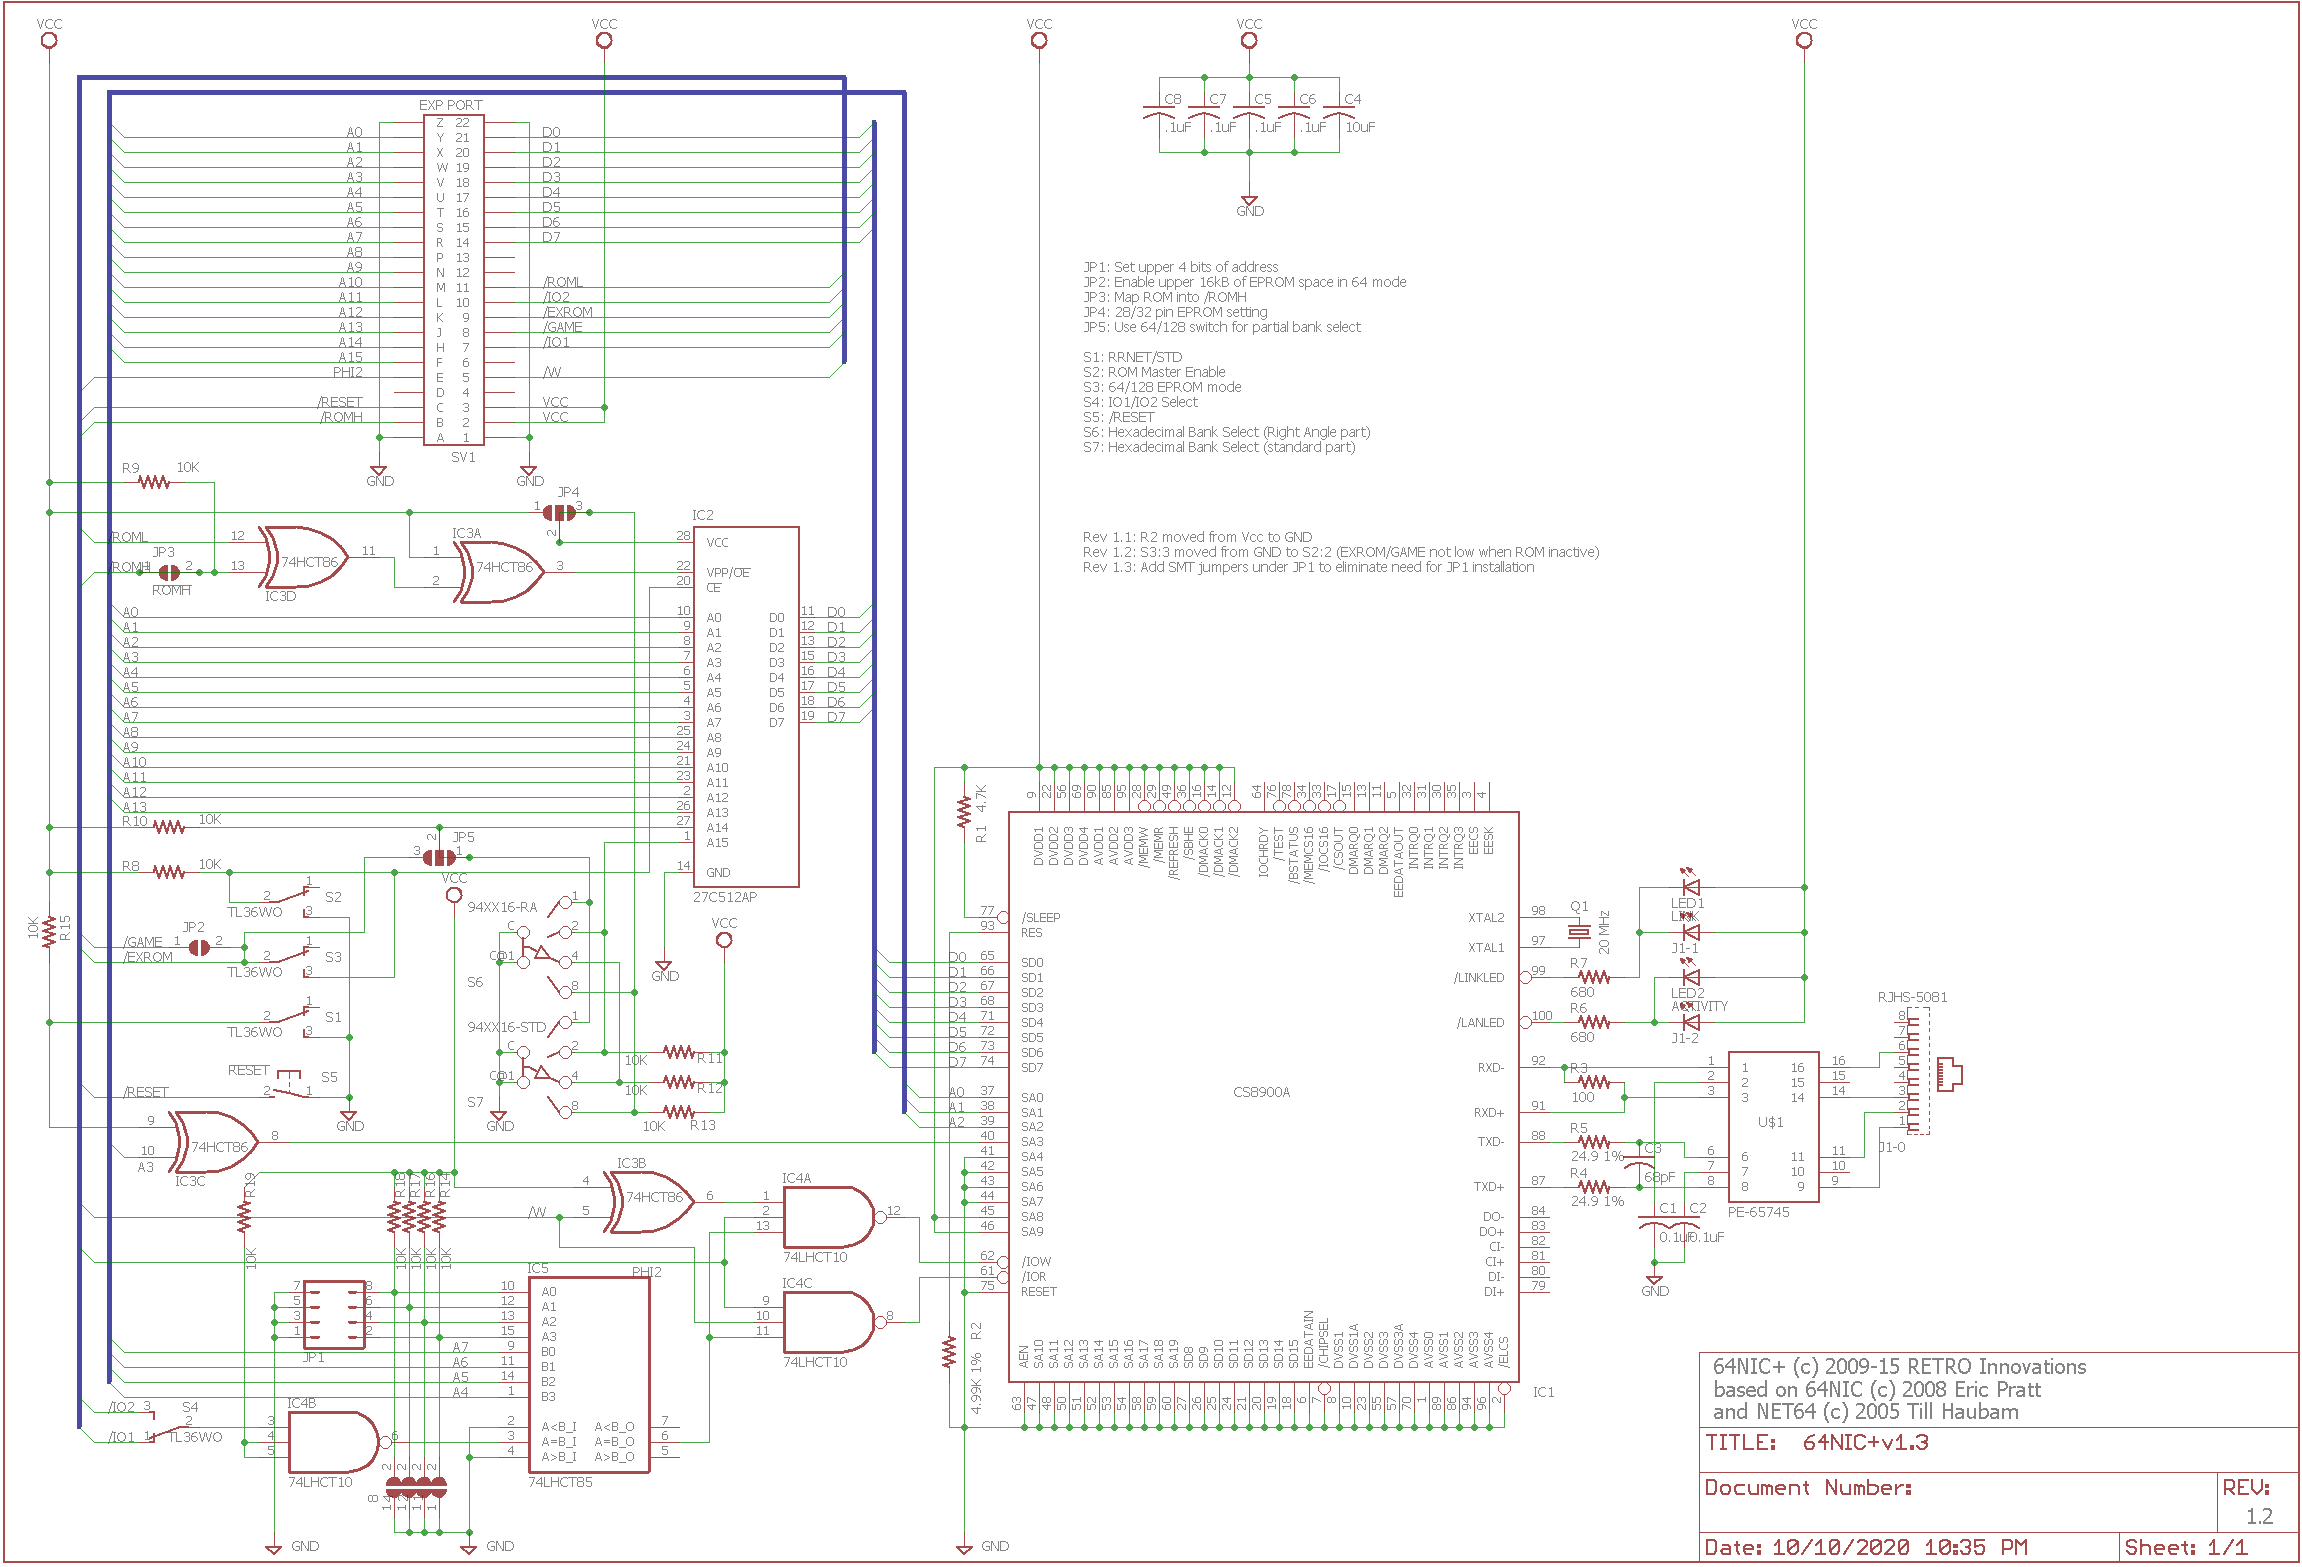 VCC VCC VCC VCC VCC
C8 C7 C5 C6 C4
.1uF .1uF .1uF .1uF 10uF
GND
EXP PORT
Z 22
A0 Y 21 D0
A1 X 20 D1
A2 W 19 D2
A3 V 18 D3
A4 U 17 D4
A5 T 16 D5
A6 S 15 D6
A7 R 14 D7
A8 P 13
A9 N 12
A10 M 11 /ROML
A11 L 10 /IO2
A12 K 9 /EXROM
A13 J 8 /GAME
A14 H 7 /IO1
A15 F 6
PHI2 E 5 /W
D 4
/RESET C 3 VCC
/ROMH B 2 VCC
A 1
SV1
GND GND
JP1: Set upper 4 bits of address
JP2: Enable upper 16kB of EPROM space in 64 mode
JP3: Map ROM into /ROMH
JP4: 28/32 pin EPROM setting
JP5: Use 64/128 switch for partial bank select
S1: RRNET/STD
S2: ROM Master Enable
S3: 64/128 EPROM mode
S4: IO1/IO2 Select
S5: /RESET
S6: Hexadecimal Bank Select (Right Angle part)
S7: Hexadecimal Bank Select (standard part)
Rev 1.1: R2 moved from Vcc to GND
Rev 1.2: S3:3 moved from GND to S2:2 (EXROM/GAME not low when ROM inactive)
Rev 1.3: Add SMT jumpers under JP1 to eliminate need for JP1 installation
R9 10K
JP4
1 3
2
/ROML 12
/ROMH 13
11
74HCT86
IC3D
JP3
1 2
ROMH
IC3A
1
2
3
74HCT86
IC2
28 VCC
22 VPP/OE
20 CE
A0 10 A0 D0 11 D0
A1 9 A1 D1 12 D1
A2 8 A2 D2 13 D2
A3 7 A3 D3 15 D3
A4 6 A4 D4 16 D4
A5 5 A5 D5 17 D5
A6 4 A6 D6 18 D6
A7 3 A7 D7 19 D7
A8 25 A8
A9 24 A9
A10 21 A10
A11 23 A11
A12 2 A12
A13 26 A13
27 A14
1 A15
14 GND
27C512AP
R10 10K
JP5
3 1
2
R8 10K
VCC
10K R15
2 1 3 S2
TL36WO
/GAME JP2 1 2
/EXROM
2 1 3 S3
TL36WO
2 1 3 S1
TL36WO
RESET
/RESET 2 1 S5
GND
94XX16-RA
C C@1 1 2 4 8
S6
94XX16-STD
C C@1 1 2 4 8
S7
GND
GND
VCC
10K R11
10K R12
10K R13
9
10
A3
8
74HCT86
IC3C
R19 10K
R18 R17 R16 R14
10K 10K 10K 10K
IC3B
4
5
6
74HCT86
/W
IC4A
1
2
13
12
74LHCT10
IC4C
9
10
11
8
74LHCT10
JP1
7 8
5 6
3 4
1 2
IC5 PHI2
10 A0
12 A1
13 A2
15 A3
A7 9 B0
A6 11 B1
A5 14 B2
A4 1 B3
2 A<B_I A<B_O 7
3 A=B_I A=B_O 6
4 A>B_I A>B_O 5
74LHCT85
IC4B
3
4
5
6
74LHCT10
/IO2 3 S4
2
/IO1 1 TL36WO
2 2 2 2
GND GND GND
R1 4.7K
9 22 56 69 90 85 95 28 29 49 36 16 14 12 64 76 78 34 33 17 15 13 11 5 32 31 30 35 3 4
DVDD1 DVDD2 DVDD3 DVDD4 AVDD1 AVDD2 AVDD3 /MEMW /MEMR /REFRESH /SBHE /DMACK0 /DMACK1 /DMACK2 IOCHRDY /TEST /BSTATUS /MEMCS16 /IOCS16 /CSOUT DMARQ0 DMARQ1 DMARQ2 EEDATAOUT INTRQ0 INTRQ1 INTRQ2 INTRQ3 EECS EESK
77 /SLEEP
93 RES
D0 65 SD0
D1 66 SD1
D2 67 SD2
D3 68 SD3
D4 71 SD4
D5 72 SD5
D6 73 SD6
D7 74 SD7
A0 37 SA0
A1 38 SA1
A2 39 SA2
40 SA3
41 SA4
42 SA5
43 SA6
44 SA7
45 SA8
46 SA9
62 /IOW
61 /IOR
75 RESET
CS8900A
XTAL2 98
XTAL1 97
/LINKLED 99
/LANLED 100
RXD- 92
RXD+ 91
TXD- 88
TXD+ 87
DO- 84
DO+ 83
CI- 82
CI+ 81
DI- 80
DI+ 79
AEN SA10 SA11 SA12 SA13 SA14 SA15 SA16 SA17 SA18 SA19 SD8 SD9 SD10 SD11 SD12 SD13 SD14 SD15 EEDATAIN /CHIPSEL DVSS1 DVSS1A DVSS2 DVSS3 DVSS3A DVSS4 AVSS0 AVSS1 AVSS2 AVSS3 AVSS4 /ELCS
63 47 48 50 51 52 53 54 58 59 60 27 26 25 24 21 20 19 18 6 7 8 10 23 55 57 70 1 89 86 94 96 2
IC1
4.99K 1% R2
Q1
20 MHz
LED1
LINK
J1-1
R7
680
LED2
ACTIVITY
R6
680
J1-2
R3
100
R5
24.9 1%
R4
24.9 1%
C3
68pF
C1 C2
0.1uF 0.1uF
GND
1 1 16 16
2 2 15 15
3 3 14 14
U$1
6 6 11 11
7 7 10 10
8 8 9 9
PE-65745
RJHS-5081
8
7
6
5
4
3
2
1
J1-0
64NIC+ (c) 2009-15 RETRO Innovations
based on 64NIC (c) 2008 Eric Pratt
and NET64 (c) 2005 Till Haubam
TITLE: 64NIC+v1.3
Document Number:
REV:
1.2
Date: 10/10/2020 10:35 PM
Sheet: 1/1